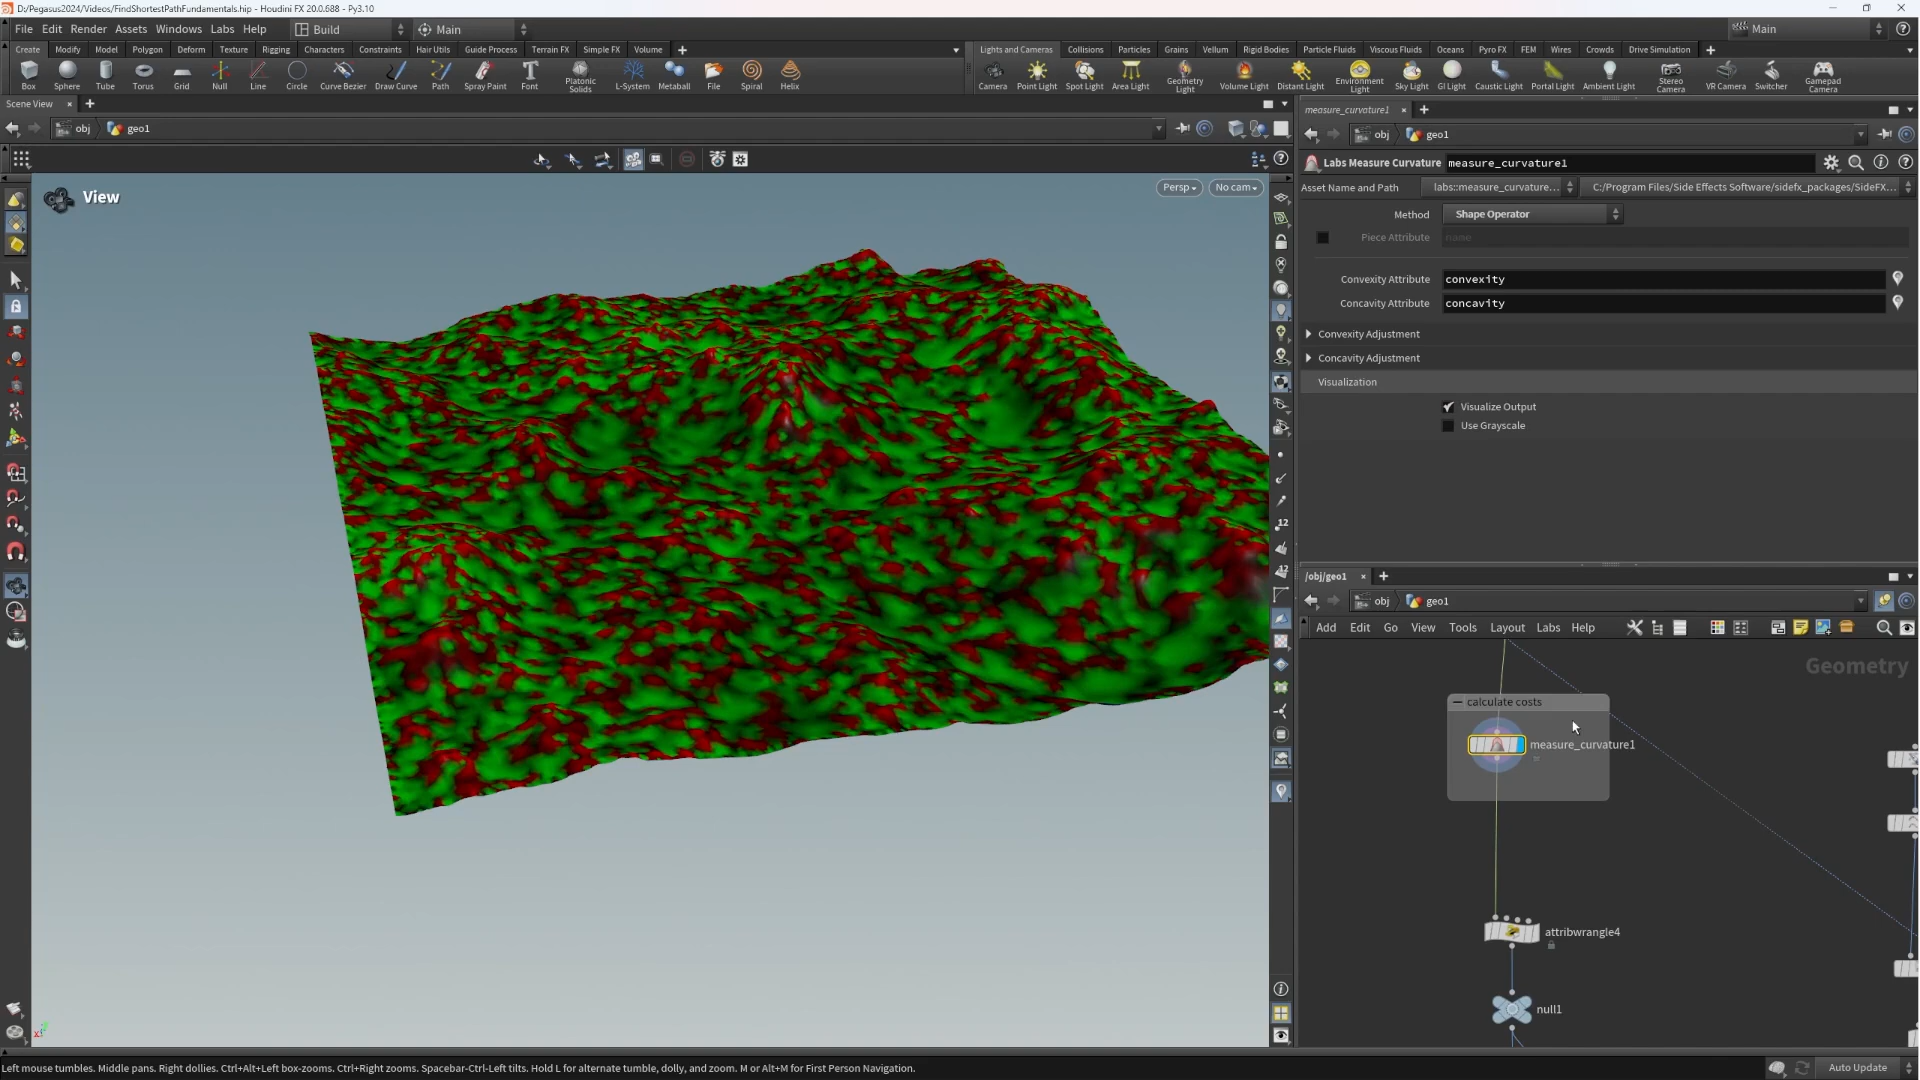 D:/Pegasus2024/Videos/FindShortestPathFundamentals.hip - Houdini FX 20.0.688 - Py3.10
File Edit Render Assets Windows Labs Help Build Main Main
Create Modify Model Polygon Deform Texture Rigging Characters Constraints Hair Utils Guide Process Terrain FX Simple FX Volume
Lights and Cameras Collisions Particles Grains Vellum Rigid Bodies Particle Fluids Viscous Fluids Oceans Pyro FX FEM Wires Crowds Drive Simulation
Box Sphere Tube Torus Grid Null Line Circle Curve Bezier Draw Curve Path Spray Paint Font Platonic Solids L-System Metaball File Spiral Helix
Camera Point Light Spot Light Area Light Geometry Light Volume Light Distant Light Environment Light Sky Light GI Light Caustic Light Portal Light Ambient Light Stereo Camera VR Camera Switcher Gamepad Camera
Scene View
obj geo1
View
Persp No cam
12
12
measure_curvature1
obj geo1
Labs Measure Curvature measure_curvature1
Asset Name and Path labs::measure_curvature... C:/Program Files/Side Effects Software/sidefx_packages/SideFX...
Method Shape Operator
Piece Attribute name
Convexity Attribute convexity
Concavity Attribute concavity
Convexity Adjustment
Concavity Adjustment
Visualization
Visualize Output
Use Grayscale
/obj/geo1
obj geo1
Add Edit Go View Tools Layout Labs Help
Geometry
calculate costs
measure_curvature1
attribwrangle4
null1
Left mouse tumbles. Middle pans. Right dollies. Ctrl+Alt+Left box-zooms. Ctrl+Right zooms. Spacebar-Ctrl-Left tilts. Hold L for alternate tumble, dolly, and zoom. M or Alt+M for First Person Navigation.
Auto Update